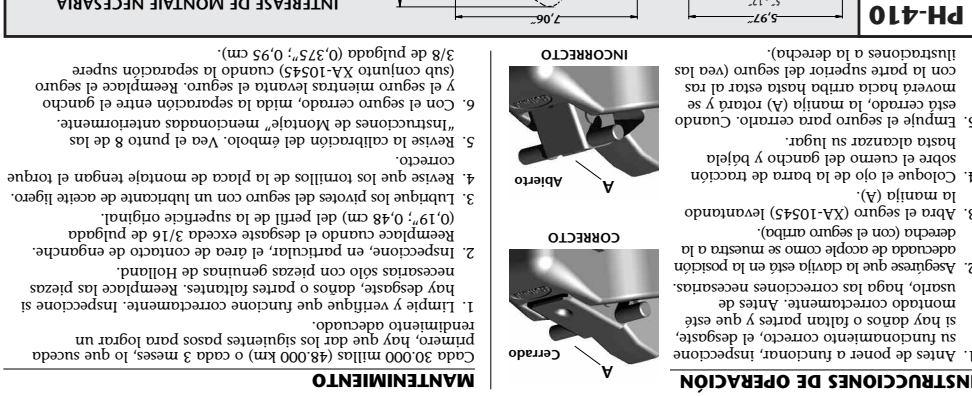 INSTRUCCIONES DE OPERACIÓN
1. Antes de poner a funcionar, inspeccione
su funcionamiento correcto, el desgaste,
si hay doños o faltan partes y que esté
montado correctamente. Antes de
usarlo, haga las correcciones necesarias.
2. Asegúrese que la clavija está en la posición
adecuada de acople como se muestra a la
derecha (con el seguro arriba).
3. Abra el seguro (XA-10545) levantando
la manija (A).
4. Coloque el ojo de la barra de tracción
sobre el cuerno del gancho y bájela
hasta alcanzar su lugar.
5. Empuje el seguro para cerrarlo. Cuando
está cerrado, la manija (A) rotará y se
moverá hacia arriba hasta estar al ras
con la parte superior del seguro (vea las
ilustraciones a la derecha).
A
Cerrado
CORRECTO
A
Abierto
INCORRECTO
MANTENIMIENTO
Cada 30.000 millas (48.000 km) o cada 3 meses, lo que suceda
primero, hay que dar los siguientes pasos para lograr un
rendimiento adecuado.
1. Limpie y verifique que funcione correctamente. Inspeccione si
hay desgaste, daños o partes faltantes. Reemplace las piezas
necesarias sólo con piezas genuinas de Holland.
2. Inspeccione, en particular, el área de contacto de enganche.
Reemplace cuando el desgaste exceda 3/16 de pulgada
(0,19"; 0,48 cm) del perfil de la superficie original.
3. Lubrique los pivotes del seguro con un lubricante de aceite ligero.
4. Revise que los tornillos de la placa de montaje tengan el torque
correcto.
5. Revise la calibración del émbolo. Vea el punto 8 de las
"Instrucciones de Montaje" mencionadas anteriormente.
6. Con el seguro cerrado, mida la separación entre el gancho
y el seguro mientras levanta el seguro. Reemplace el seguro
(sub conjunto XA-10545) cuando la separación supere
3/8 de pulgada (0,375"; 0,95 cm).
PH-410
5,97"
7,06"
INTERFASE DE MONTAJE NECESARIA